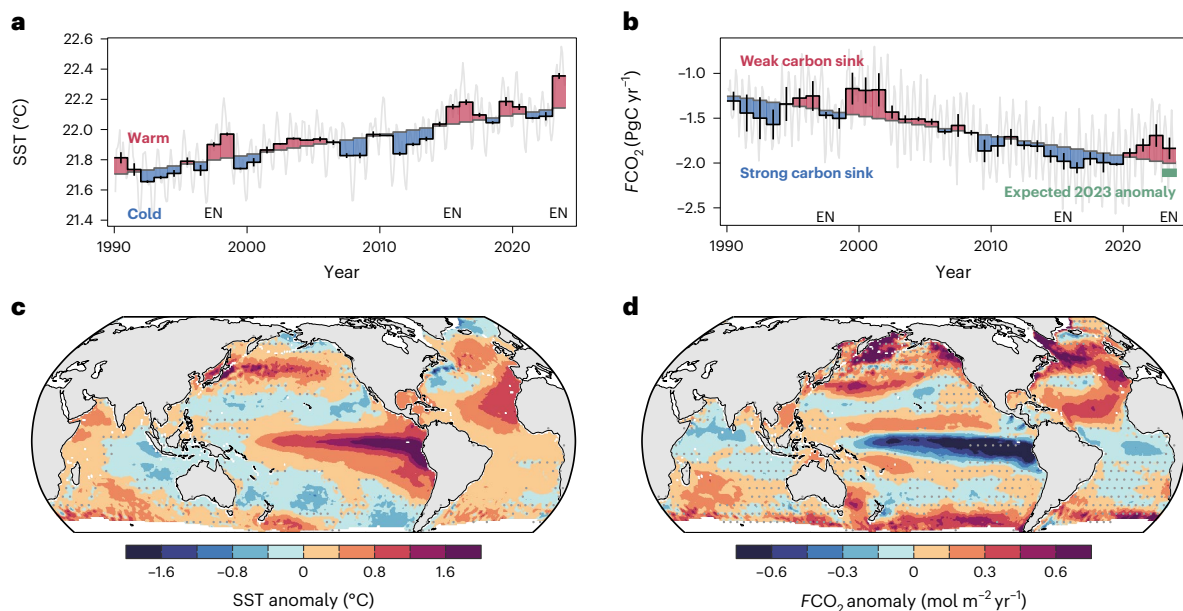 a
22.6
22.4
22.2
22.0
21.8
21.6
21.4
SST (°C)
Warm
Cold
EN
EN
EN
1990
2000
2010
2020
Year
b
−1.0
−1.5
−2.0
−2.5
FCO₂ (PgC yr⁻¹)
Weak carbon sink
Strong carbon sink
Expected 2023 anomaly
EN
EN
EN
1990
2000
2010
2020
Year
c
−1.6
−0.8
0
0.8
1.6
SST anomaly (°C)
d
−0.6
−0.3
0
0.3
0.6
FCO₂ anomaly (mol m⁻² yr⁻¹)